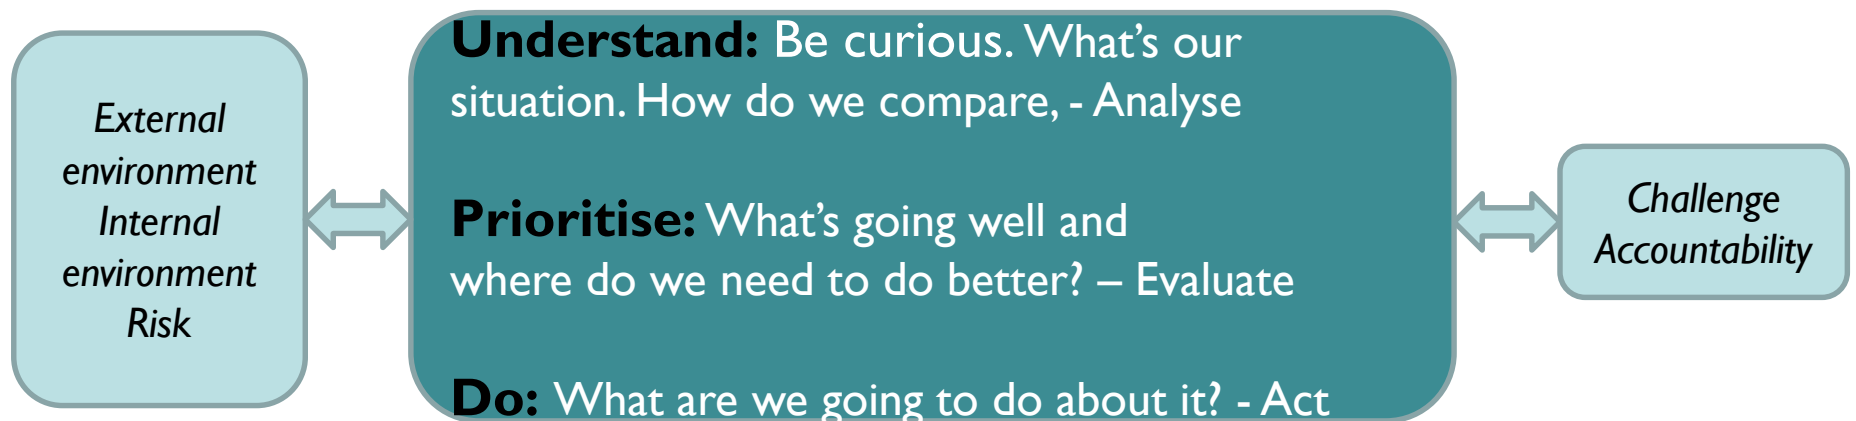 External
environment
Internal
environment
Risk
Understand: Be curious. What’s our
situation. How do we compare, - Analyse
Prioritise: What’s going well and
where do we need to do better? – Evaluate
Do: What are we going to do about it? - Act
Challenge
Accountability